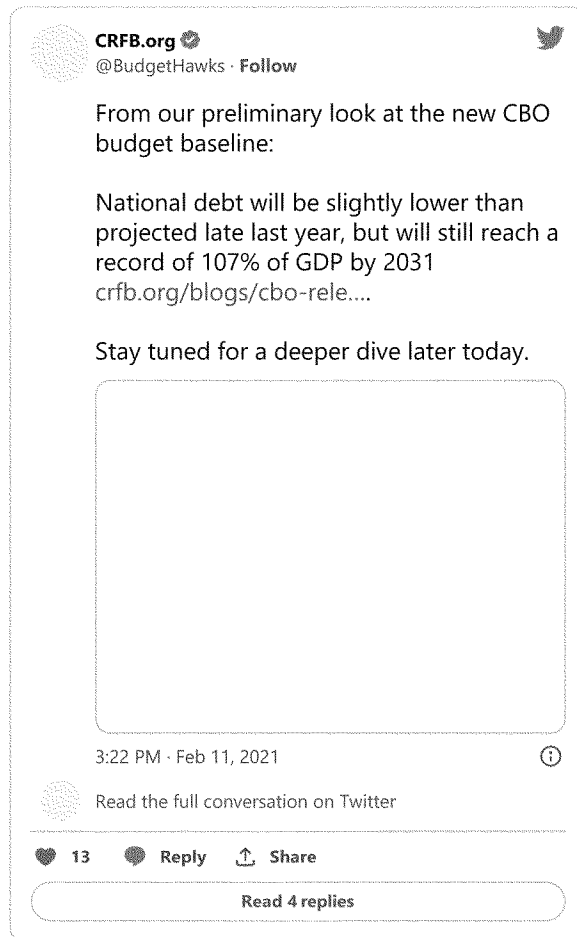 CRFB.org
@BudgetHawks · Follow
From our preliminary look at the new CBO
budget baseline:
National debt will be slightly lower than
projected late last year, but will still reach a
record of 107% of GDP by 2031
crfb.org/blogs/cbo-rele....
Stay tuned for a deeper dive later today.
3:22 PM · Feb 11, 2021
Read the full conversation on Twitter
13 Reply Share
Read 4 replies